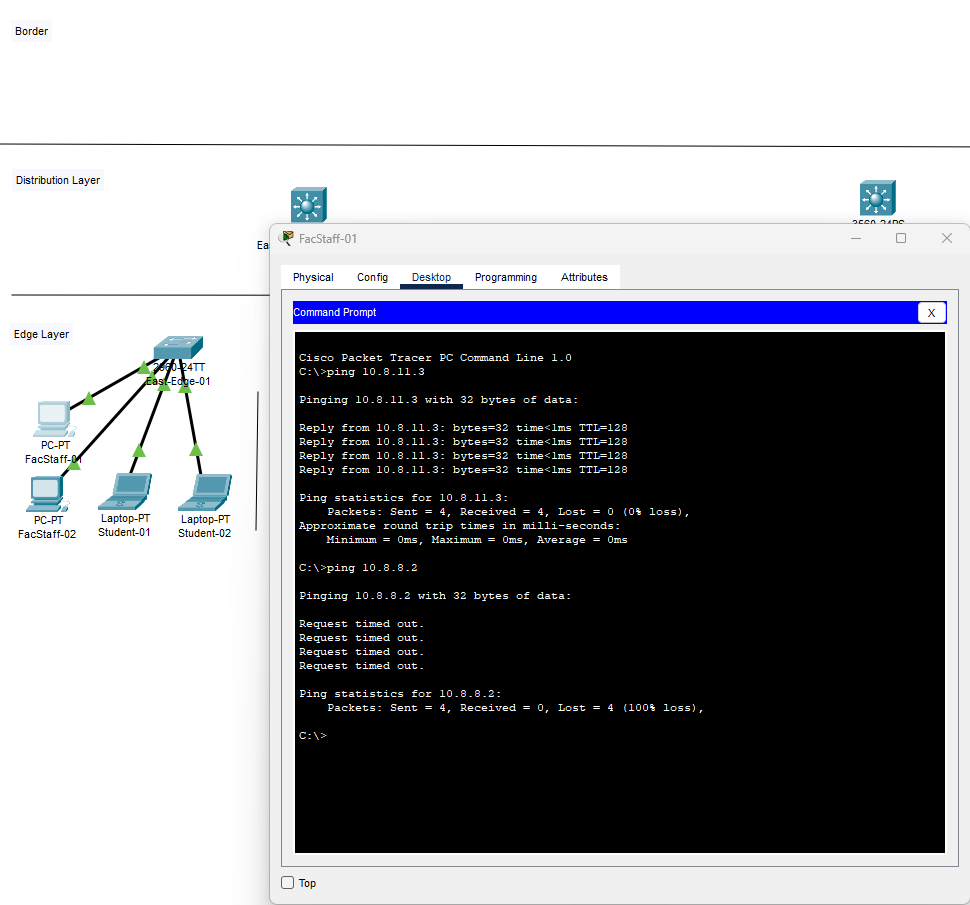 Border
Distribution Layer
3560-24PS
Ea
FacStaff-01
Physical Config Desktop Programming Attributes
Command Prompt
X
Cisco Packet Tracer PC Command Line 1.0
C:\>ping 10.8.11.3
Pinging 10.8.11.3 with 32 bytes of data:
Reply from 10.8.11.3: bytes=32 time<1ms TTL=128
Reply from 10.8.11.3: bytes=32 time<1ms TTL=128
Reply from 10.8.11.3: bytes=32 time<1ms TTL=128
Reply from 10.8.11.3: bytes=32 time<1ms TTL=128
Ping statistics for 10.8.11.3:
Packets: Sent = 4, Received = 4, Lost = 0 (0% loss),
Approximate round trip times in milli-seconds:
Minimum = 0ms, Maximum = 0ms, Average = 0ms
C:\>ping 10.8.8.2
Pinging 10.8.8.2 with 32 bytes of data:
Request timed out.
Request timed out.
Request timed out.
Request timed out.
Ping statistics for 10.8.8.2:
Packets: Sent = 4, Received = 0, Lost = 4 (100% loss),
C:\>
Top
Edge Layer
2960-24TT
East-Edge-01
PC-PT
FacStaff-01
PC-PT
FacStaff-02
Laptop-PT
Student-01
Laptop-PT
Student-02